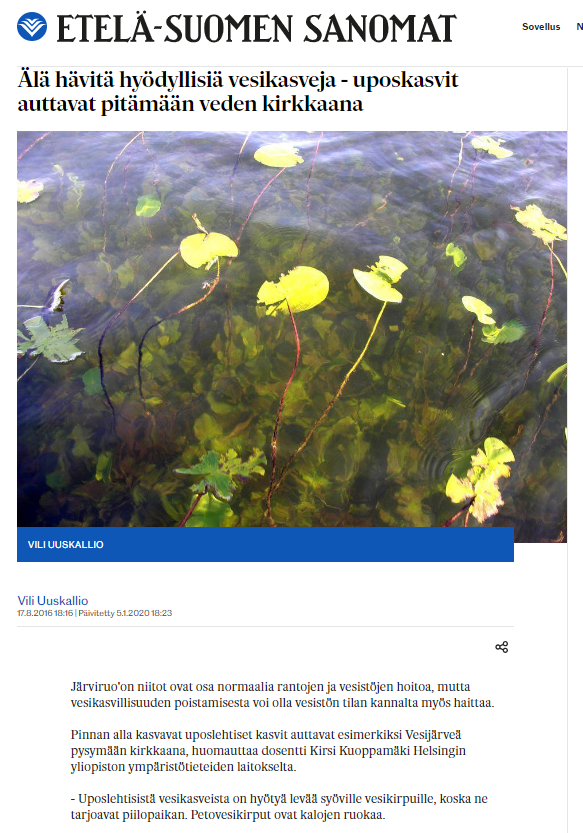 ETELÄ-SUOMEN SANOMAT
Sovellus N
Älä hävitä hyödyllisiä vesikasveja - uposkasvit
auttavat pitämään veden kirkkaana
VILI UUSKALLIO
Vili Uuskallio
17.8.2016 18:16 | Päivitetty 5.1.2020 18:23
Järviruo'on niitot ovat osa normaalia rantojen ja vesistöjen hoitoa, mutta
vesikasvillisuuden poistamisesta voi olla vesistön tilan kannalta myös haittaa.
Pinnan alla kasvavat uposlehtiset kasvit auttavat esimerkiksi Vesijärveä
pysymään kirkkaana, huomauttaa dosentti Kirsi Kuoppamäki Helsingin
yliopiston ympäristötieteiden laitokselta.
- Uposlehtisistä vesikasveista on hyötyä levää syöville vesikirpuille, koska ne
tarjoavat piilopaikan. Petovesikirput ovat kalojen ruokaa.